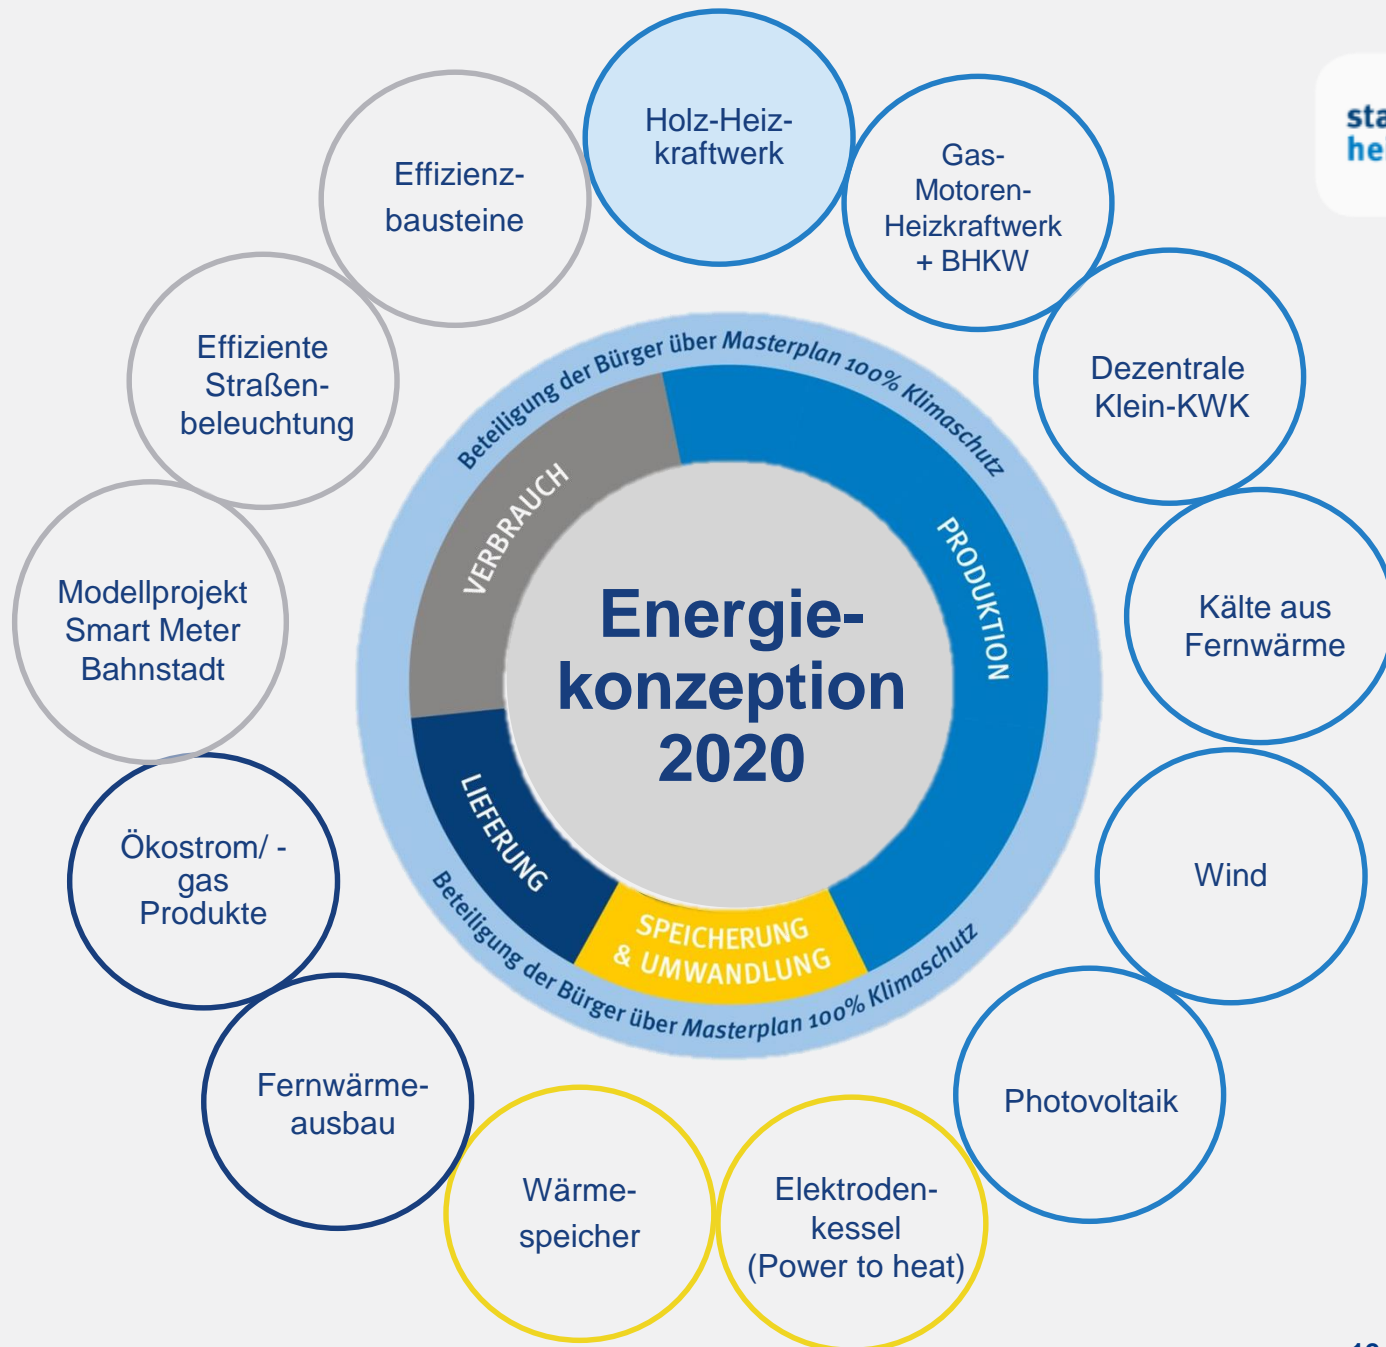 Holz-Heiz-
kraftwerk
Gas-
Motoren-
Heizkraftwerk
+ BHKW
Dezentrale
Klein-KWK
Kälte aus
Fernwärme
Wind
Photovoltaik
Elektroden-
kessel
(Power to heat)
Wärme-
speicher
Fernwärme-
ausbau
Ökostrom/ -
gas
Produkte
Modellprojekt
Smart Meter
Bahnstadt
Effiziente
Straßen-
beleuchtung
Effizienz-
bausteine
Beteiligung der Bürger über Masterplan 100% Klimaschutz
VERBRAUCH
PRODUKTION
Energie-
konzeption
2020
LIEFERUNG
SPEICHERUNG
& UMWANDLUNG
Beteiligung der Bürger über Masterplan 100% Klimaschutz
sta
he